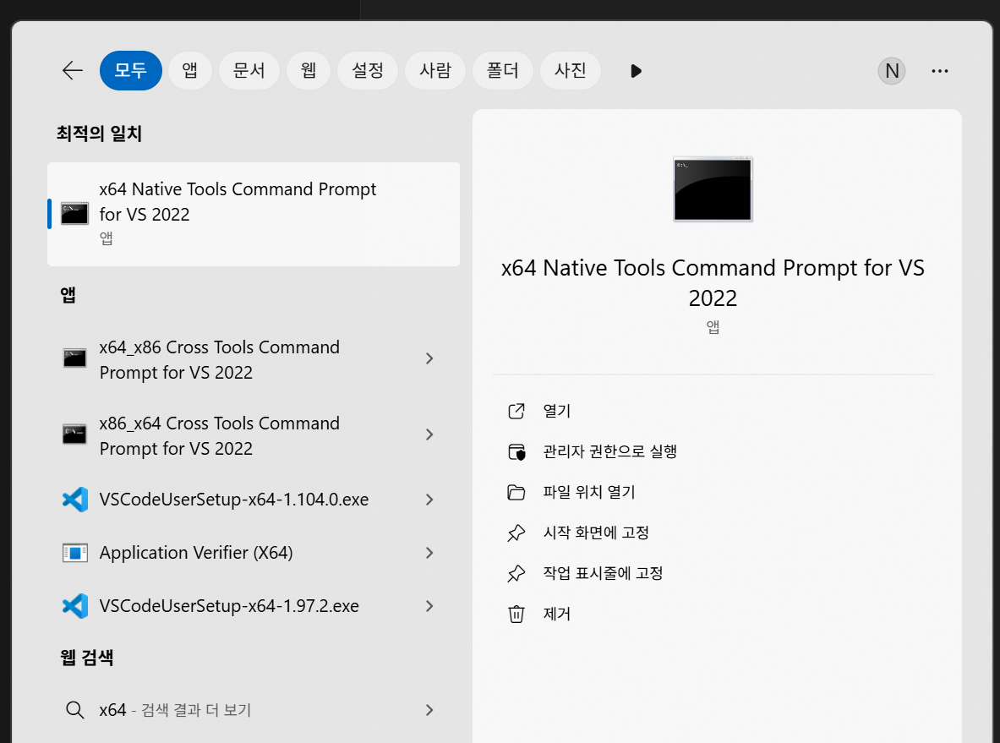 모두 앱 문서 웹 설정 사람 폴더 사진 N
최적의 일치
x64 Native Tools Command Prompt
for VS 2022
앱
앱
x64_x86 Cross Tools Command
Prompt for VS 2022
x86_x64 Cross Tools Command
Prompt for VS 2022
VSCodeUserSetup-x64-1.104.0.exe
Application Verifier (X64)
VSCodeUserSetup-x64-1.97.2.exe
웹 검색
x64 - 검색 결과 더 보기
x64 Native Tools Command Prompt for VS
2022
앱
열기
관리자 권한으로 실행
파일 위치 열기
시작 화면에 고정
작업 표시줄에 고정
제거